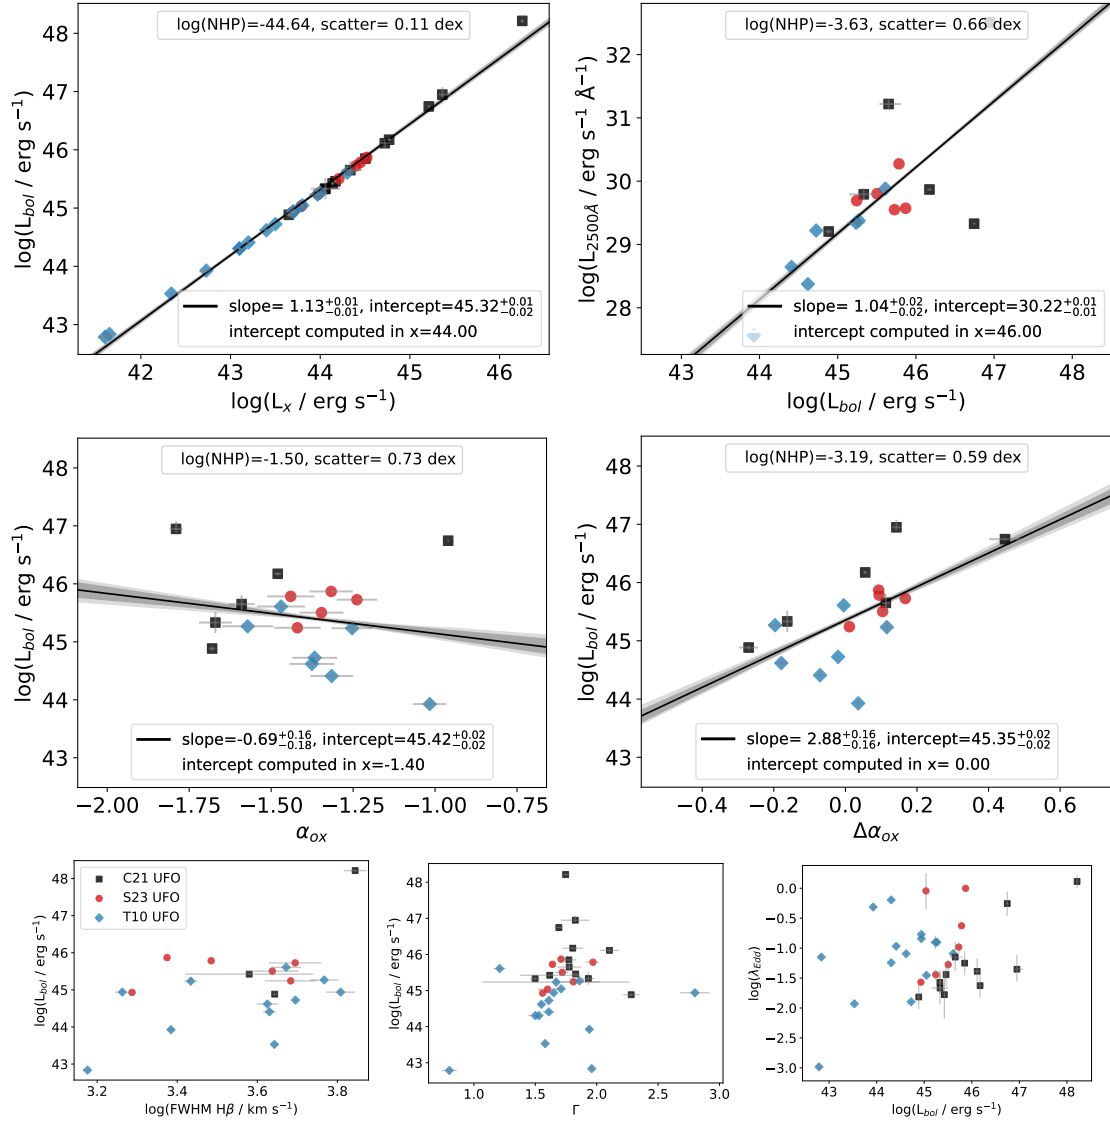 log(NHP)=-44.64, scatter= 0.11 dex
48
47
46
45
44
43
log(L_bol / erg s⁻¹)
slope= 1.13 +0.01 −0.01, intercept=45.32 +0.01 −0.02
intercept computed in x=44.00
42 43 44 45 46
log(L_x / erg s⁻¹)
log(NHP)=-3.63, scatter= 0.66 dex
32
31
30
29
28
log(L_2500Å / erg s⁻¹ Å⁻¹)
slope= 1.04 +0.02 −0.02, intercept=30.22 +0.01 −0.01
intercept computed in x=46.00
43 44 45 46 47 48
log(L_bol / erg s⁻¹)
log(NHP)=-1.50, scatter= 0.73 dex
48
47
46
45
44
43
log(L_bol / erg s⁻¹)
slope=-0.69 +0.16 −0.18, intercept=45.42 +0.02 −0.02
intercept computed in x=-1.40
−2.00 −1.75 −1.50 −1.25 −1.00 −0.75
α_ox
log(NHP)=-3.19, scatter= 0.59 dex
48
47
46
45
44
43
log(L_bol / erg s⁻¹)
slope= 2.88 +0.16 −0.16, intercept=45.35 +0.02 −0.02
intercept computed in x= 0.00
−0.4 −0.2 0.0 0.2 0.4 0.6
Δα_ox
C21 UFO
S23 UFO
T10 UFO
48
47
46
45
44
43
log(L_bol / erg s⁻¹)
3.2 3.4 3.6 3.8
log(FWHM Hβ / km s⁻¹)
48
47
46
45
44
43
log(L_bol / erg s⁻¹)
1.0 1.5 2.0 2.5 3.0
Γ
0.0
−0.5
−1.0
−1.5
−2.0
−2.5
−3.0
log(λ_Edd)
43 44 45 46 47 48
log(L_bol / erg s⁻¹)